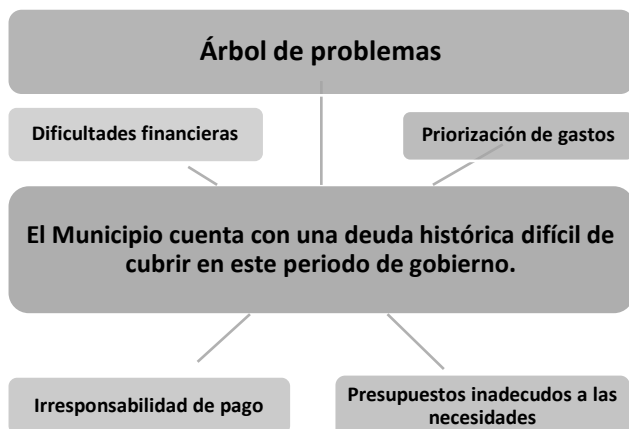 Árbol de problemas
Dificultades financieras
Priorización de gastos
El Municipio cuenta con una deuda histórica difícil de
cubrir en este periodo de gobierno.
Irresponsabilidad de pago
Presupuestos inadecudos a las
necesidades